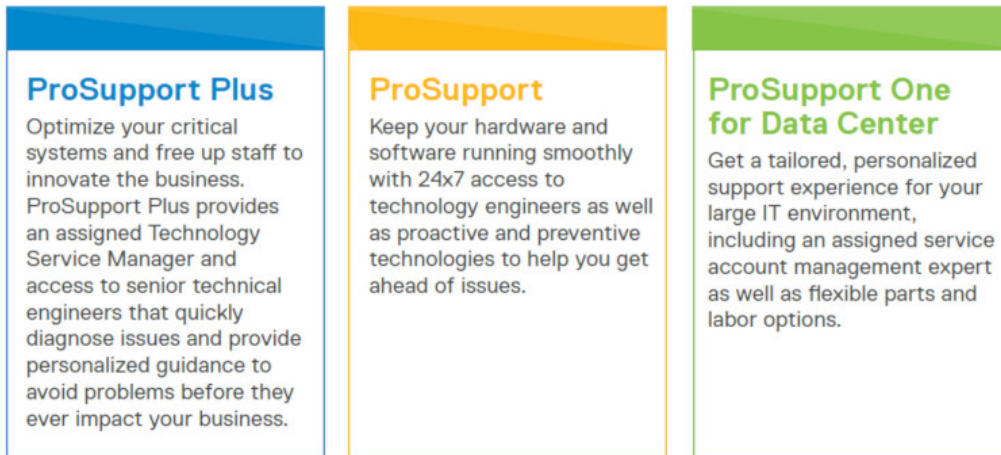 ProSupport Plus
Optimize your critical
systems and free up staff to
innovate the business.
ProSupport Plus provides
an assigned Technology
Service Manager and
access to senior technical
engineers that quickly
diagnose issues and provide
personalized guidance to
avoid problems before they
ever impact your business.
ProSupport
Keep your hardware and
software running smoothly
with 24x7 access to
technology engineers as well
as proactive and preventive
technologies to help you get
ahead of issues.
ProSupport One
for Data Center
Get a tailored, personalized
support experience for your
large IT environment,
including an assigned service
account management expert
as well as flexible parts and
labor options.